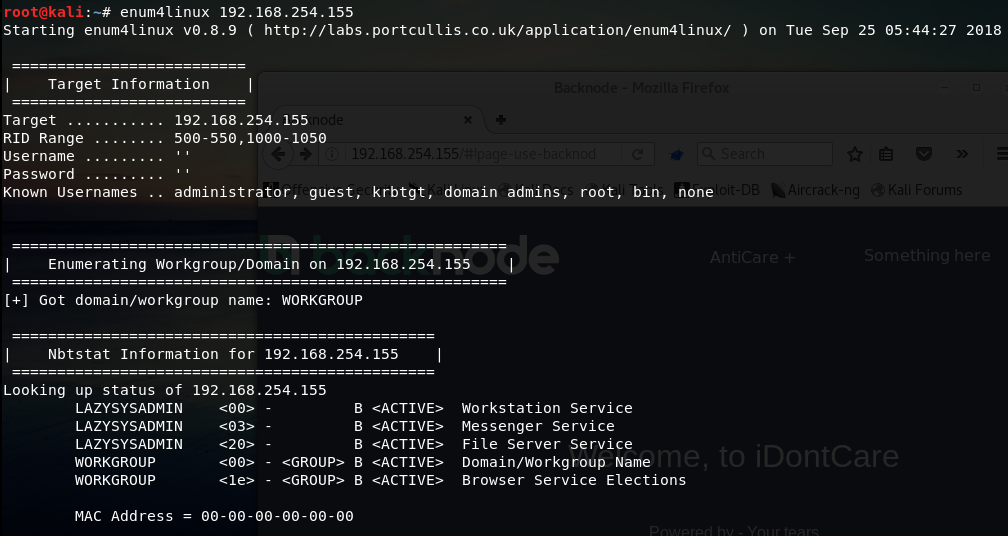 root@kali:~# enum4linux 192.168.254.155
Starting enum4linux v0.8.9 ( http://labs.portcullis.co.uk/application/enum4linux/ ) on Tue Sep 25 05:44:27 2018
==========================
| Target Information |
==========================
Target ........... 192.168.254.155
RID Range ........ 500-550,1000-1050
Username ......... ''
Password ......... ''
Known Usernames .. administrator, guest, krbtgt, domain admins, root, bin, none
=======================================================
| Enumerating Workgroup/Domain on 192.168.254.155 |
=======================================================
[+] Got domain/workgroup name: WORKGROUP
===============================================
| Nbtstat Information for 192.168.254.155 |
===============================================
Looking up status of 192.168.254.155
LAZYSYSADMIN <00> - B <ACTIVE> Workstation Service
LAZYSYSADMIN <03> - B <ACTIVE> Messenger Service
LAZYSYSADMIN <20> - B <ACTIVE> File Server Service
WORKGROUP <00> - <GROUP> B <ACTIVE> Domain/Workgroup Name
WORKGROUP <1e> - <GROUP> B <ACTIVE> Browser Service Elections
MAC Address = 00-00-00-00-00-00
Backnode - Mozilla Firefox
192.168.254.155/#!page-use-backnod
Search
Exploit-DB
Aircrack-ng
Kali Forums
backnode
AntiCare +
Something here
Welcome, to iDontCare
Powered by - Your tears